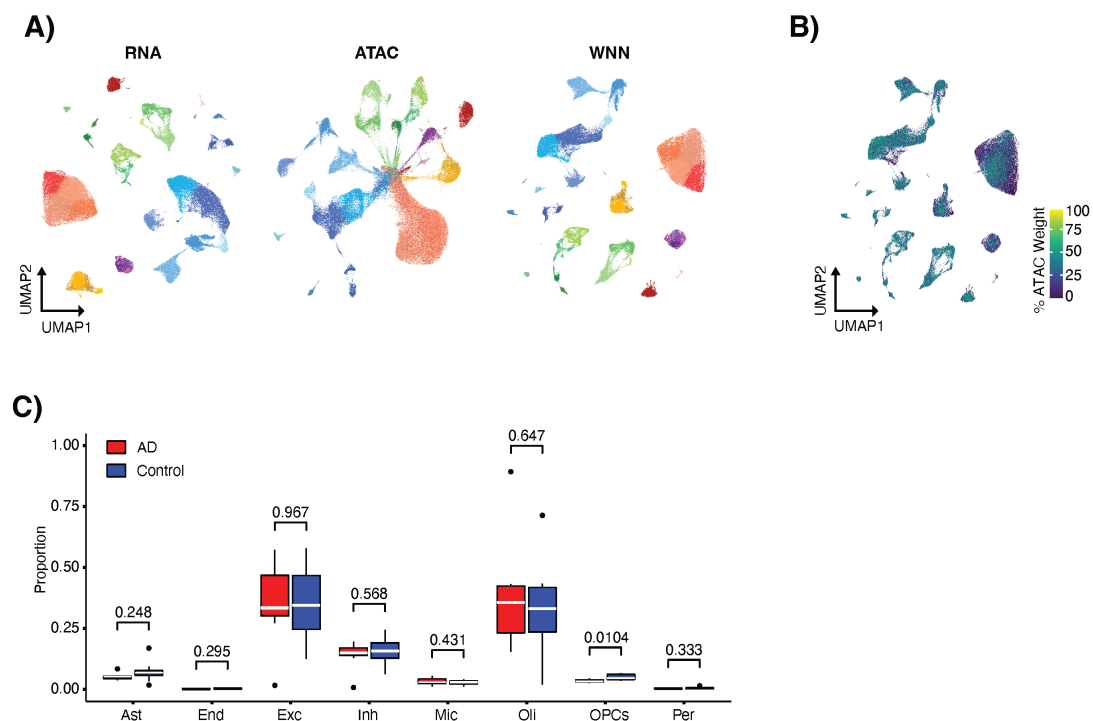 A)
B)
RNA
ATAC
WNN
UMAP2
UMAP1
UMAP2
UMAP1
% ATAC Weight
100
75
50
25
0
C)
AD
Control
Proportion
1.00
0.75
0.50
0.25
0.00
0.248
0.295
0.967
0.568
0.431
0.647
0.0104
0.333
Ast
End
Exc
Inh
Mic
Oli
OPCs
Per